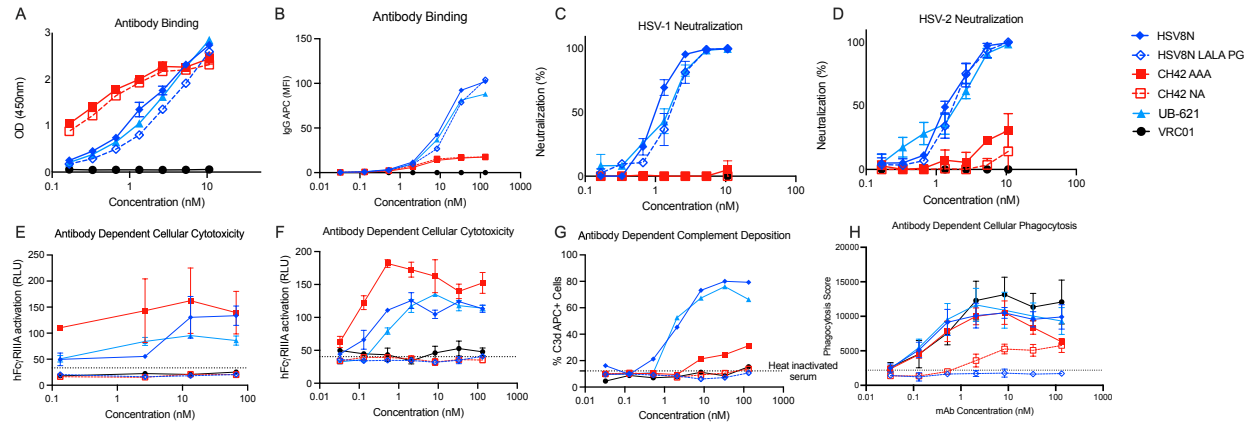 A
Antibody Binding
OD (450nm)
3
2
1
0
0.1
1
10
100
Concentration (nM)
B
Antibody Binding
IgG APC (MFI)
150
100
50
0
0.01
0.1
1
10
100
1000
Concentration (nM)
C
HSV-1 Neutralization
Neutralization (%)
100
50
0
0.1
1
10
100
Concentration (nM)
D
HSV-2 Neutralization
Neutralization (%)
100
50
0
0.1
1
10
100
Concentration (nM)
HSV8N
HSV8N LALA PG
CH42 AAA
CH42 NA
UB-621
VRC01
E
Antibody Dependent Cellular Cytotoxicity
hFcγRIIIA activation (RLU)
250
200
150
100
50
0
0.1
1
10
100
Concentration (nM)
F
Antibody Dependent Cellular Cytotoxicity
hFcγRIIIA activation (RLU)
200
150
100
50
0
0.01
0.1
1
10
100
1000
Concentration (nM)
G
Antibody Dependent Complement Deposition
% C3d APC+ Cells
100
80
60
40
20
0
0.01
0.1
1
10
100
1000
Concentration (nM)
Heat inactivated
serum
H
Antibody Dependent Cellular Phagocytosis
Phagocytosis Score
20000
15000
10000
5000
0
0.01
0.1
1
10
100
1000
mAb Concentration (nM)